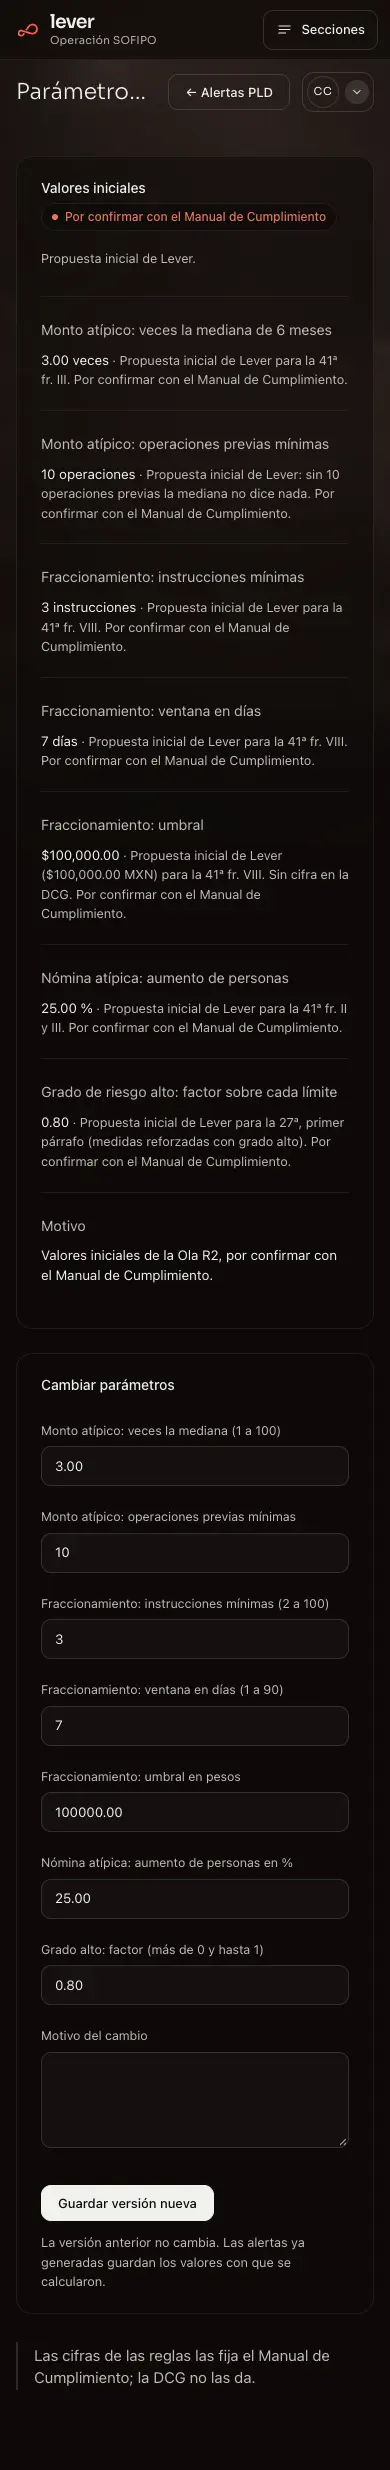 lever
Operación SOFIPO
Secciones
Parámetro...
← Alertas PLD
CC
Valores iniciales
Por confirmar con el Manual de Cumplimiento
Propuesta inicial de Lever.
Monto atípico: veces la mediana de 6 meses
3.00 veces · Propuesta inicial de Lever para la 41ª
fr. III. Por confirmar con el Manual de Cumplimiento.
Monto atípico: operaciones previas mínimas
10 operaciones · Propuesta inicial de Lever: sin 10
operaciones previas la mediana no dice nada. Por
confirmar con el Manual de Cumplimiento.
Fraccionamiento: instrucciones mínimas
3 instrucciones · Propuesta inicial de Lever para la
41ª fr. VIII. Por confirmar con el Manual de
Cumplimiento.
Fraccionamiento: ventana en días
7 días · Propuesta inicial de Lever para la 41ª fr. VIII.
Por confirmar con el Manual de Cumplimiento.
Fraccionamiento: umbral
$100,000.00 · Propuesta inicial de Lever
($100,000.00 MXN) para la 41ª fr. VIII. Sin cifra en la
DCG. Por confirmar con el Manual de
Cumplimiento.
Nómina atípica: aumento de personas
25.00 % · Propuesta inicial de Lever para la 41ª fr. II
y III. Por confirmar con el Manual de Cumplimiento.
Grado de riesgo alto: factor sobre cada límite
0.80 · Propuesta inicial de Lever para la 27ª, primer
párrafo (medidas reforzadas con grado alto). Por
confirmar con el Manual de Cumplimiento.
Motivo
Valores iniciales de la Ola R2, por confirmar con
el Manual de Cumplimiento.
Cambiar parámetros
Monto atípico: veces la mediana (1 a 100)
3.00
Monto atípico: operaciones previas mínimas
10
Fraccionamiento: instrucciones mínimas (2 a 100)
3
Fraccionamiento: ventana en días (1 a 90)
7
Fraccionamiento: umbral en pesos
100000.00
Nómina atípica: aumento de personas en %
25.00
Grado alto: factor (más de 0 y hasta 1)
0.80
Motivo del cambio
Guardar versión nueva
La versión anterior no cambia. Las alertas ya
generadas guardan los valores con que se
calcularon.
Las cifras de las reglas las fija el Manual de
Cumplimiento; la DCG no las da.